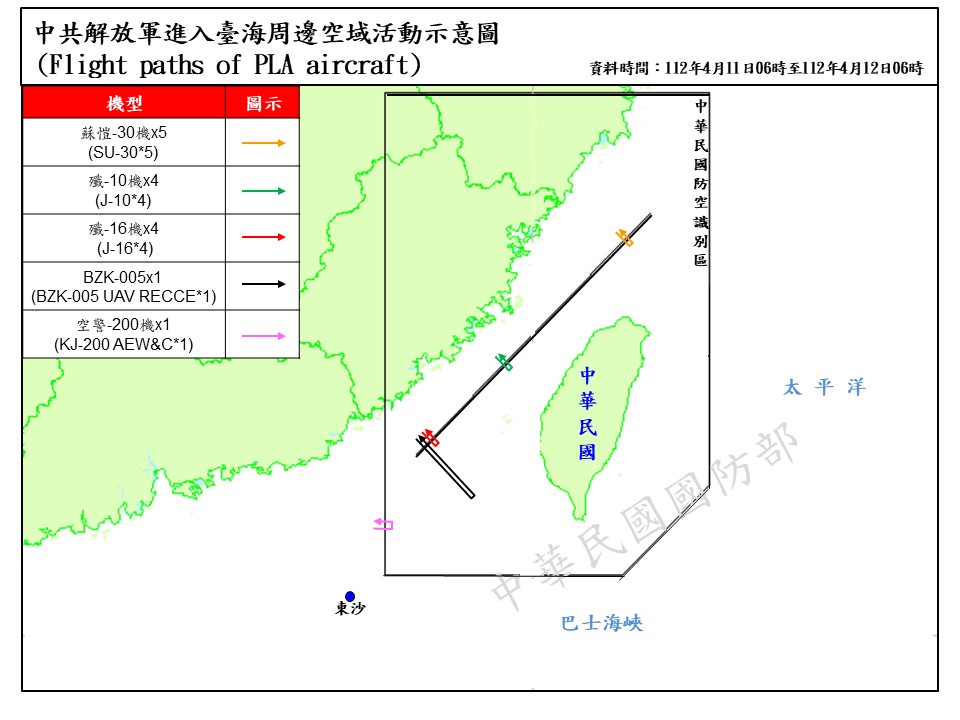 中共解放軍進入臺海周邊空域活動示意圖
(Flight paths of PLA aircraft)
資料時間：112年4月11日06時至112年4月12日06時
機型
圖示
蘇愷-30機x5
(SU-30*5)
殲-10機x4
(J-10*4)
殲-16機x4
(J-16*4)
BZK-005x1
(BZK-005 UAV RECCE*1)
空警-200機x1
(KJ-200 AEW&C*1)
中華民國防空識別區
中華民國
太平洋
中華民國國防部
東沙
巴士海峽